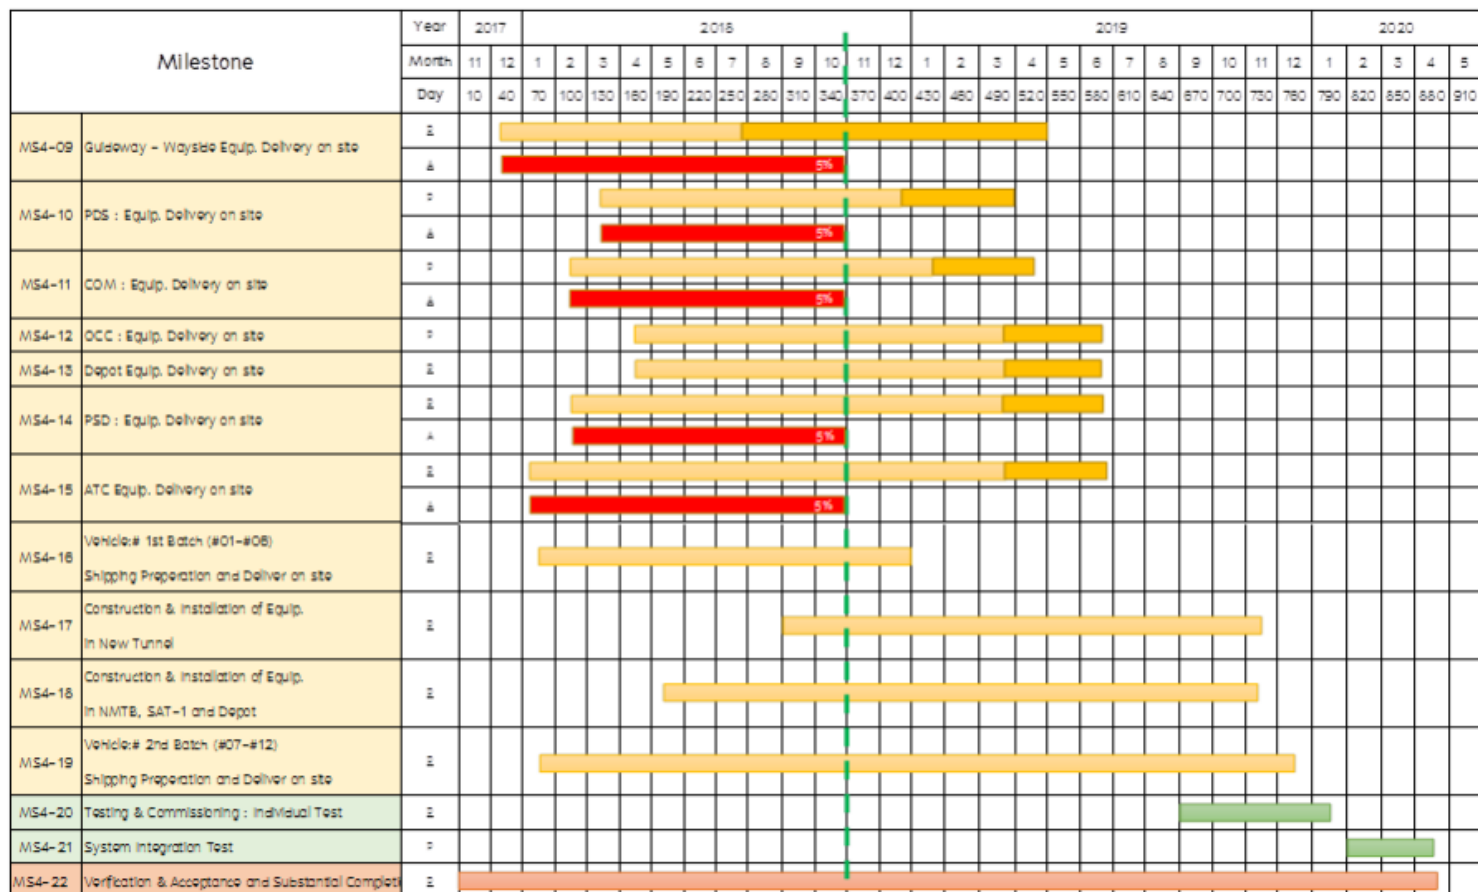 Milestone
Year 2017 2018 2019 2020
Month 11 12 1 2 3 4 5 6 7 8 9 10 11 12 1 2 3 4 5 6 7 8 9 10 11 12 1 2 3 4 5
Day 10 40 70 100 130 160 190 220 250 280 310 340 370 400 430 460 490 520 550 580 610 640 670 700 730 760 790 820 850 880 910
MS4-09 Guideway - Wayside Equip. Delivery on site P
A 5%
MS4-10 PDS : Equip. Delivery on site P
A 5%
MS4-11 COM : Equip. Delivery on site P
A 5%
MS4-12 OCC : Equip. Delivery on site P
MS4-13 Depot Equip. Delivery on site P
MS4-14 PSD : Equip. Delivery on site P
A 5%
MS4-15 ATC Equip. Delivery on site P
A 5%
MS4-16 Vehicle:# 1st Batch (#01-#06)
Shipping Preperation and Deliver on site P
MS4-17 Construction & Installation of Equip.
In New Tunnel P
MS4-18 Construction & Installation of Equip.
In NMTB, SAT-1 and Depot P
MS4-19 Vehicle:# 2nd Batch (#07-#12)
Shipping Preperation and Deliver on site P
MS4-20 Testing & Commissioning : Individual Test P
MS4-21 System Integration Test P
MS4-22 Verification & Acceptance and Substantial Completi P